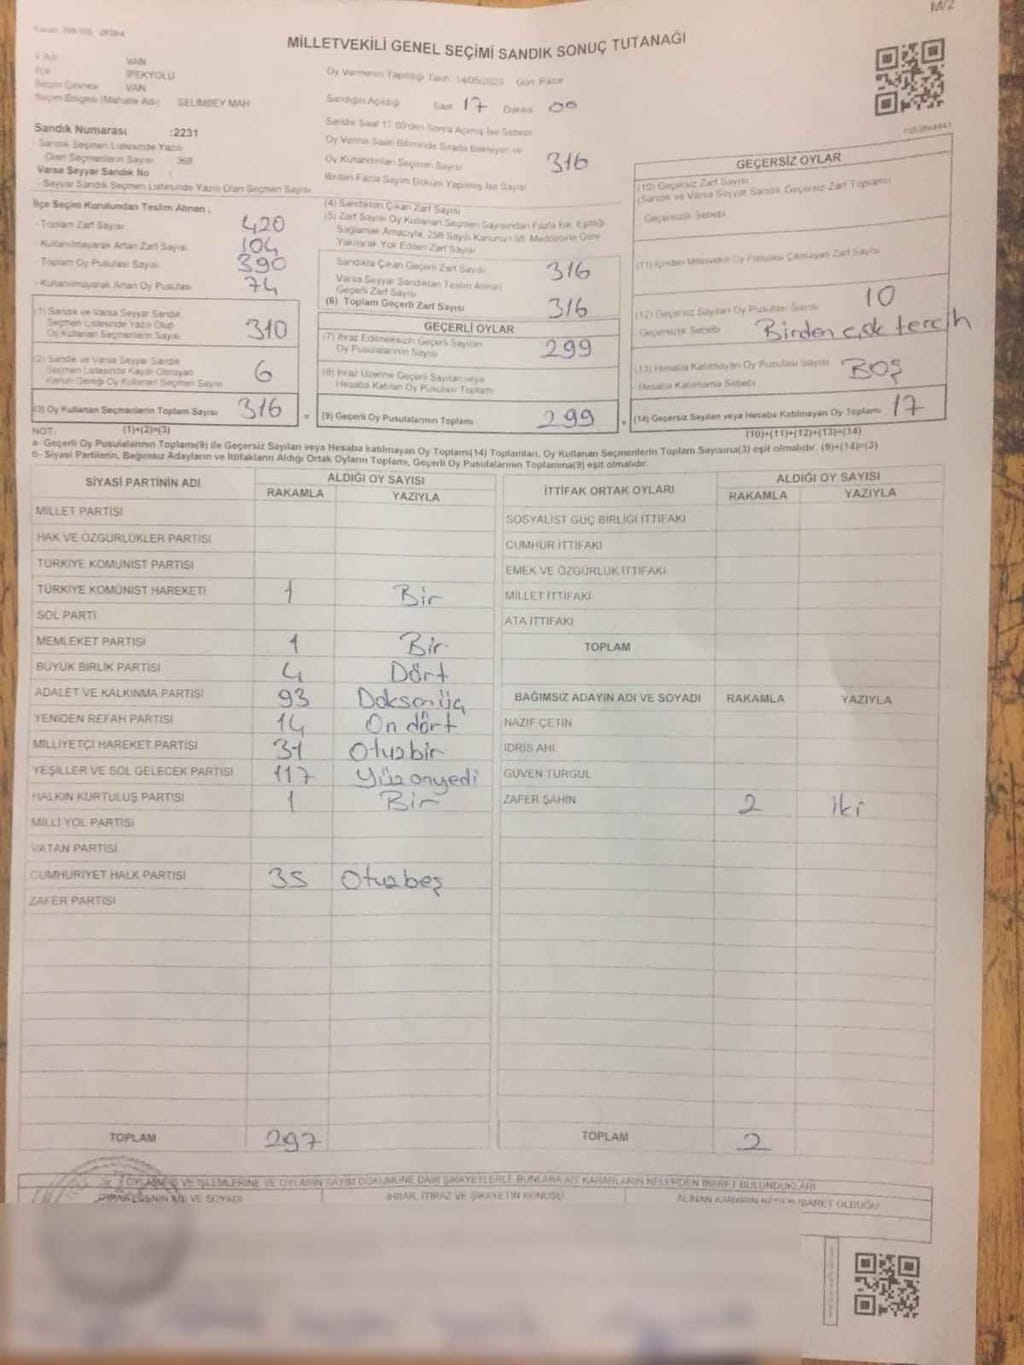 M/2
MİLLETVEKİLİ GENEL SEÇİMİ SANDIK SONUÇ TUTANAĞI
VAN
İlçe İPEKYOLU
Seçim Çevresi VAN
Seçim Bölgesi (Mahalle Adı) SELİMBEY MAH
Oy Vermenin Yapıldığı Tarih: 14/05/2023 Gün: Pazar
Sandığın Açıldığı Saat 17 Dakika 00
Sandık Saat 17:00'den Sonra Açılmış İse Sebebi
Oy Verme Saati Bitiminde Sırada Bekleyen ve
Oy Kullandırılan Seçmen Sayısı 316
Birden Fazla Sayım Döküm Yapılmış İse Sayısı
Sandık Numarası :2231
Sandık Seçmen Listesinde Yazılı
Olan Seçmenlerin Sayısı 368
Varsa Seyyar Sandık No :
- Seyyar Sandık Seçmen Listesinde Yazılı Olan Seçmen Sayısı
İlçe Seçim Kurulundan Teslim Alınan ;
- Toplam Zarf Sayısı 420
- Kullanılmayarak Artan Zarf Sayısı 104
- Toplam Oy Pusulası Sayısı 390
- Kullanılmayarak Artan Oy Pusulası 74
(1) Sandık ve Varsa Seyyar Sandık
Seçmen Listesinde Yazılı Olup
Oy Kullanan Seçmenlerin Sayısı 310
(2) Sandık ve Varsa Seyyar Sandık
Seçmen Listesinde Kaydı Olmayan
Kanun Gereği Oy Kullanan Seçmen Sayısı 6
(3) Oy Kullanan Seçmenlerin Toplam Sayısı 316
(1)+(2)=(3)
(4) Sandıktan Çıkan Zarf Sayısı
(5) Zarf Sayısı Oy Kullanan Seçmen Sayısından Fazla İse, Eşitliği
Sağlamak Amacıyla, 298 Sayılı Kanunun 98. Maddesine Göre
Yakılarak Yok Edilen Zarf Sayısı
Sandıkta Çıkan Geçerli Zarf Sayısı 316
Varsa Seyyar Sandıktan Teslim Alınan
Geçerli Zarf Sayısı
(6) Toplam Geçerli Zarf Sayısı 316
GEÇERLİ OYLAR
(7) İtiraz Edilmeksizin Geçerli Sayılan
Oy Pusulalarının Sayısı 299
(8) İtiraz Üzerine Geçerli Sayılan veya
Hesaba Katılan Oy Pusulası Toplamı
(9) Geçerli Oy Pusulalarının Toplamı 299
GEÇERSİZ OYLAR
(10) Geçersiz Zarf Sayısı
(Sandık ve Varsa Seyyar Sandık Geçersiz Zarf Toplamı)
Geçersizlik Sebebi
(11) İçinden Milletvekili Oy Pusulası Çıkmayan Zarf Sayısı
(12) Geçersiz Sayılan Oy Pusulası Sayısı 10
Geçersizlik Sebebi Birden çok tercih
(13) Hesaba Katılmayan Oy Pusulası Sayısı BOŞ
- Hesaba Katılmama Sebebi
(14) Geçersiz Sayılan veya Hesaba Katılmayan Oy Toplamı 17
(10)+(11)+(12)+(13)=(14)
NOT:
a- Geçerli Oy Pusulalarının Toplamı(9) ile Geçersiz Sayılan veya Hesaba katılmayan Oy Toplamı(14) Toplamları, Oy Kullanan Seçmenlerin Toplam Sayısına(3) eşit olmalıdır. (9)+(14)=(3)
b- Siyasi Partilerin, Bağımsız Adayların ve İttifakların Aldığı Ortak Oyların Toplamı, Geçerli Oy Pusulalarının Toplamına(9) eşit olmalıdır.
SİYASİ PARTİNİN ADI ALDIĞI OY SAYISI
RAKAMLA YAZIYLA
MİLLET PARTİSİ
HAK VE ÖZGÜRLÜKLER PARTİSİ
TÜRKİYE KOMÜNİST PARTİSİ
TÜRKİYE KOMÜNİST HAREKETİ 1 Bir
SOL PARTİ
MEMLEKET PARTİSİ 1 Bir
BÜYÜK BİRLİK PARTİSİ 4 Dört
ADALET VE KALKINMA PARTİSİ 93 Doksanüç
YENİDEN REFAH PARTİSİ 14 On dört
MİLLİYETÇİ HAREKET PARTİSİ 31 Otuzbir
YEŞİLLER VE SOL GELECEK PARTİSİ 117 Yüz onyedi
HALKIN KURTULUŞ PARTİSİ 1 Bir
MİLLİ YOL PARTİSİ
VATAN PARTİSİ
CUMHURİYET HALK PARTİSİ 35 Otuzbeş
ZAFER PARTİSİ
TOPLAM 297
İTTİFAK ORTAK OYLARI ALDIĞI OY SAYISI
RAKAMLA YAZIYLA
SOSYALİST GÜÇ BİRLİĞİ İTTİFAKI
CUMHUR İTTİFAKI
EMEK VE ÖZGÜRLÜK İTTİFAKI
MİLLET İTTİFAKI
ATA İTTİFAKI
TOPLAM
BAĞIMSIZ ADAYIN ADI VE SOYADI RAKAMLA YAZIYLA
NAZİF ÇETİN
İDRİS AHİ
GÜVEN TURGUL
ZAFER ŞAHİN 2 iki
TOPLAM 2
OYLAMA İŞ VE İŞLEMLERİNE VE OYLARIN SAYIM DÖKÜMÜNE DAİR ŞİKAYETLERLE BUNLARA AİT KARARLARIN NELERDEN İBARET BULUNDUKLARI
ADI VE SOYADI İHBAR, İTİRAZ VE ŞİKAYETİN KONUSU ALINAN KARARIN NEDEN İBARET OLDUĞU